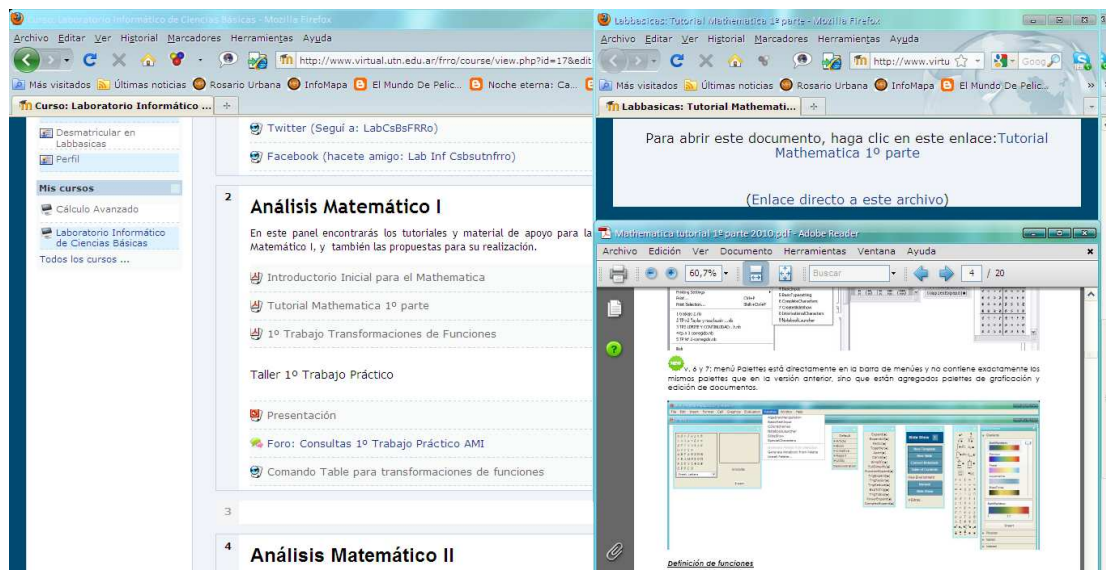 Curso: Laboratorio Informático de Ciencias Básicas - Mozilla Firefox
Archivo Editar Ver Historial Marcadores Herramientas Ayuda
http://www.virtual.utn.edu.ar/frro/course/view.php?id=17&edit
Más visitados Últimas noticias Rosario Urbana InfoMapa El Mundo De Pelic... Noche eterna: Ca...
Curso: Laboratorio Informático ...
Desmatricular en
Labbasicas
Perfil
Mis cursos
Cálculo Avanzado
Laboratorio Informático
de Ciencias Básicas
Todos los cursos ...
Twitter (Seguí a: LabCsBsFRRo)
Facebook (hacete amigo: Lab Inf Csbsutnfrro)
2
Análisis Matemático I
En este panel encontrarás los tutoriales y material de apoyo para la
Matemático I, y también las propuestas para su realización.
Introductorio Inicial para el Mathematica
Tutorial Mathematica 1º parte
1º Trabajo Transformaciones de Funciones
Taller 1º Trabajo Práctico
Presentación
Foro: Consultas 1º Trabajo Práctico AMI
Comando Table para transformaciones de funciones
3
4
Análisis Matemático II
Labbasicas: Tutorial Mathematica 1º parte - Mozilla Firefox
Archivo Editar Ver Historial Marcadores Herramientas Ayuda
http://www.virtu
Goog
Más visitados Últimas noticias Rosario Urbana InfoMapa El Mundo De Pelic...
Labbasicas: Tutorial Mathemati...
Para abrir este documento, haga clic en este enlace:Tutorial
Mathematica 1º parte
(Enlace directo a este archivo)
Mathematica tutorial 1º parte 2010.pdf - Adobe Reader
Archivo Edición Ver Documento Herramientas Ventana Ayuda
60,7% Buscar 4 / 20
v. 6 y 7: menú Palettes está directamente en la barra de menúes y no contiene exactamente los
mismos palettes que en la versión anterior, sino que están agregados palettes de graficación y
edición de documentos.
Definición de funciones